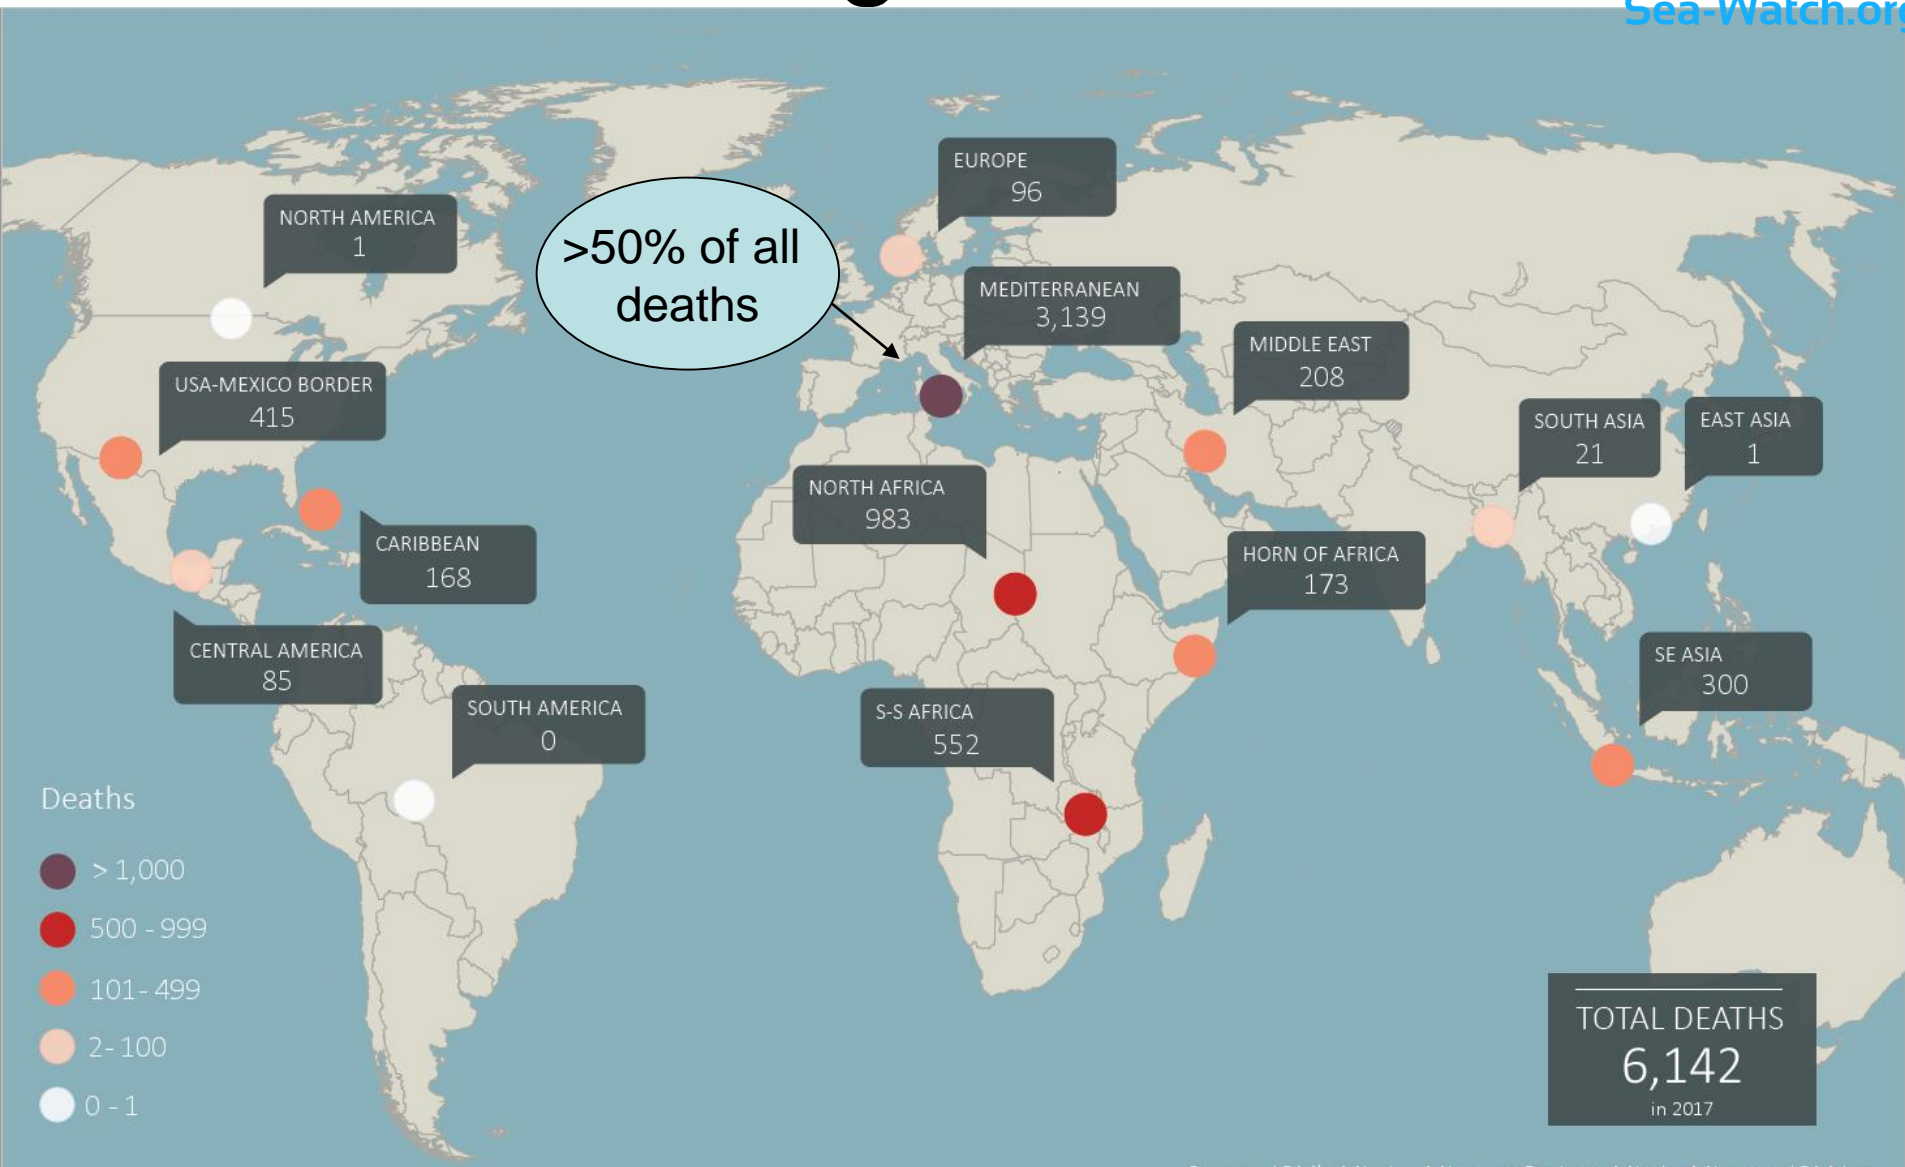 Sea-Watch.org
EUROPE
96
NORTH AMERICA
1
>50% of all
deaths
MEDITERRANEAN
3,139
MIDDLE EAST
208
USA-MEXICO BORDER
415
SOUTH ASIA
21
EAST ASIA
1
NORTH AFRICA
983
CARIBBEAN
168
HORN OF AFRICA
173
CENTRAL AMERICA
85
SE ASIA
300
SOUTH AMERICA
0
S-S AFRICA
552
Deaths
> 1,000
500 - 999
101- 499
2- 100
0 - 1
TOTAL DEATHS
6,142
in 2017